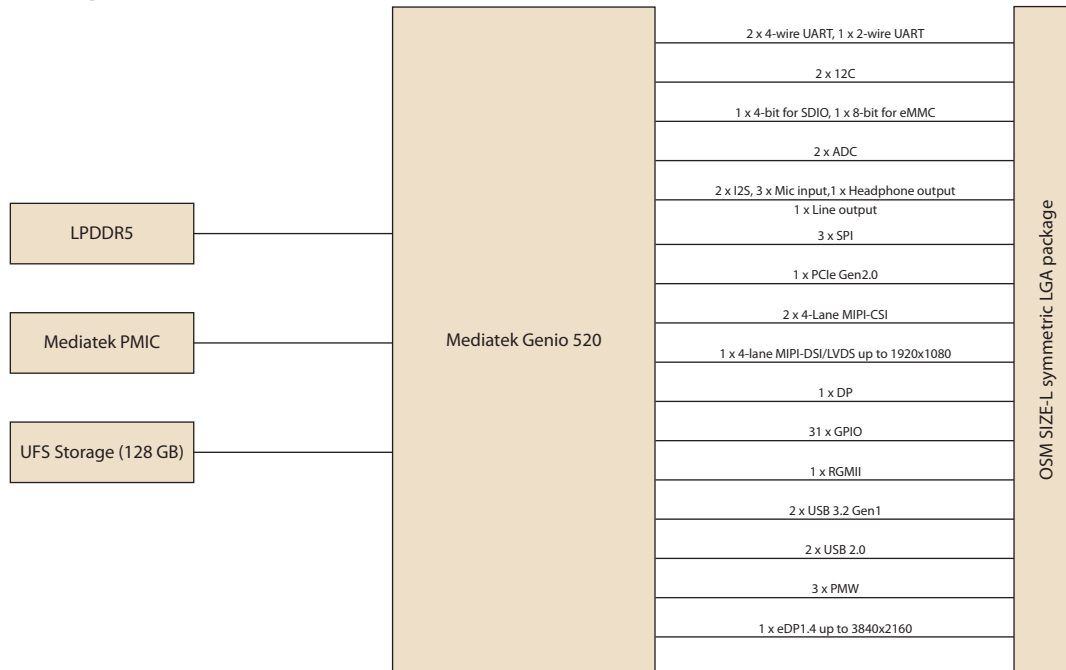 LPDDR5
Mediatek PMIC
UFS Storage (128 GB)
Mediatek Genio 520
2 x 4-wire UART, 1 x 2-wire UART
2 x 12C
1 x 4-bit for SDIO, 1 x 8-bit for eMMC
2 x ADC
2 x I2S, 3 x Mic input,1 x Headphone output
1 x Line output
3 x SPI
1 x PCIe Gen2.0
2 x 4-Lane MIPI-CSI
1 x 4-lane MIPI-DSI/LVDS up to 1920x1080
1 x DP
31 x GPIO
1 x RGMII
2 x USB 3.2 Gen1
2 x USB 2.0
3 x PMW
1 x eDP1.4 up to 3840x2160
OSM SIZE-L symmetric LGA package